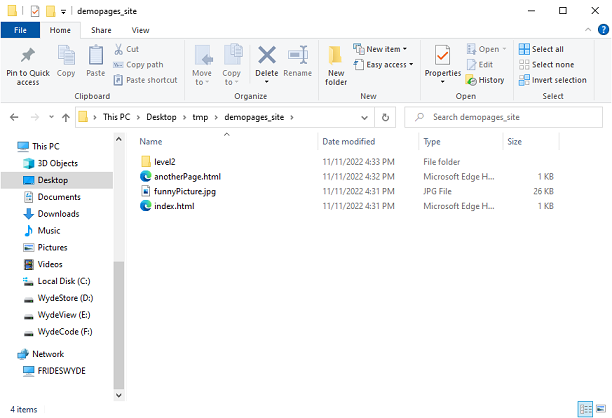 demopages_site
File Home Share View
Pin to Quick access
Copy
Paste
Cut
Copy path
Paste shortcut
Clipboard
Move to
Copy to
Delete
Rename
Organize
New folder
New item
Easy access
New
Properties
Open
Edit
History
Open
Select all
Select none
Invert selection
Select
This PC Desktop tmp demopages_site
Search demopages_site
Name Date modified Type Size
level2 11/11/2022 4:33 PM File folder
anotherPage.html 11/11/2022 4:32 PM Microsoft Edge H... 1 KB
funnyPicture.jpg 11/11/2022 4:31 PM JPG File 26 KB
index.html 11/11/2022 4:31 PM Microsoft Edge H... 1 KB
This PC
3D Objects
Desktop
Documents
Downloads
Music
Pictures
Videos
Local Disk (C:)
WydeStore (D:)
WydeView (E:)
WydeCode (F:)
Network
FRIDESWYDE
4 items